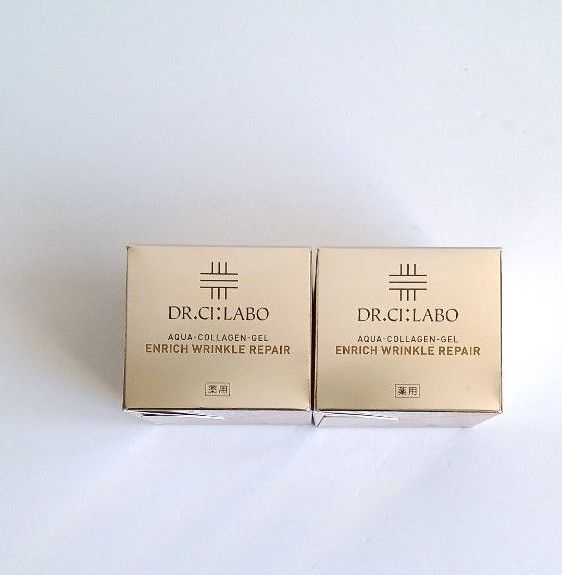 DR.CI:LABO
AQUA-COLLAGEN-GEL
ENRICH WRINKLE REPAIR
薬用
DR.CI:LABO
AQUA-COLLAGEN-GEL
ENRICH WRINKLE REPAIR
薬用